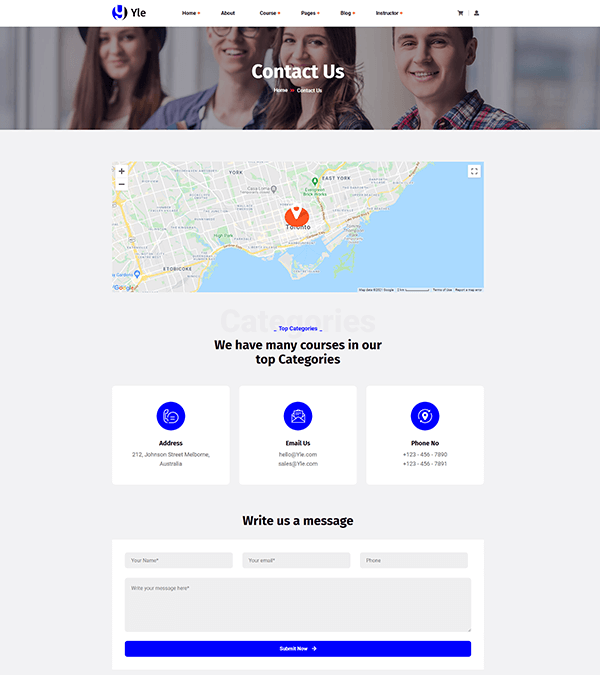 Yle
Home About Course Pages Blog Instructor
Contact Us
Home Contact Us
YORK
EAST YORK
Casa Loma
Evergreen
Brick Works
High Park
Toronto
ETOBICOKE
Gardens
Google
Map data ©2021 Google 2 km Terms of Use Report a map error
Categories
_ Top Categories _
We have many courses in our
top Categories
Address
212, Johnson Street Melborne,
Australia
Email Us
hello@Yle.com
sales@Yle.com
Phone No
+123 - 456 - 7890
+123 - 456 - 7891
Write us a message
Your Name*
Your email*
Phone
Write your message here*
Submit Now →